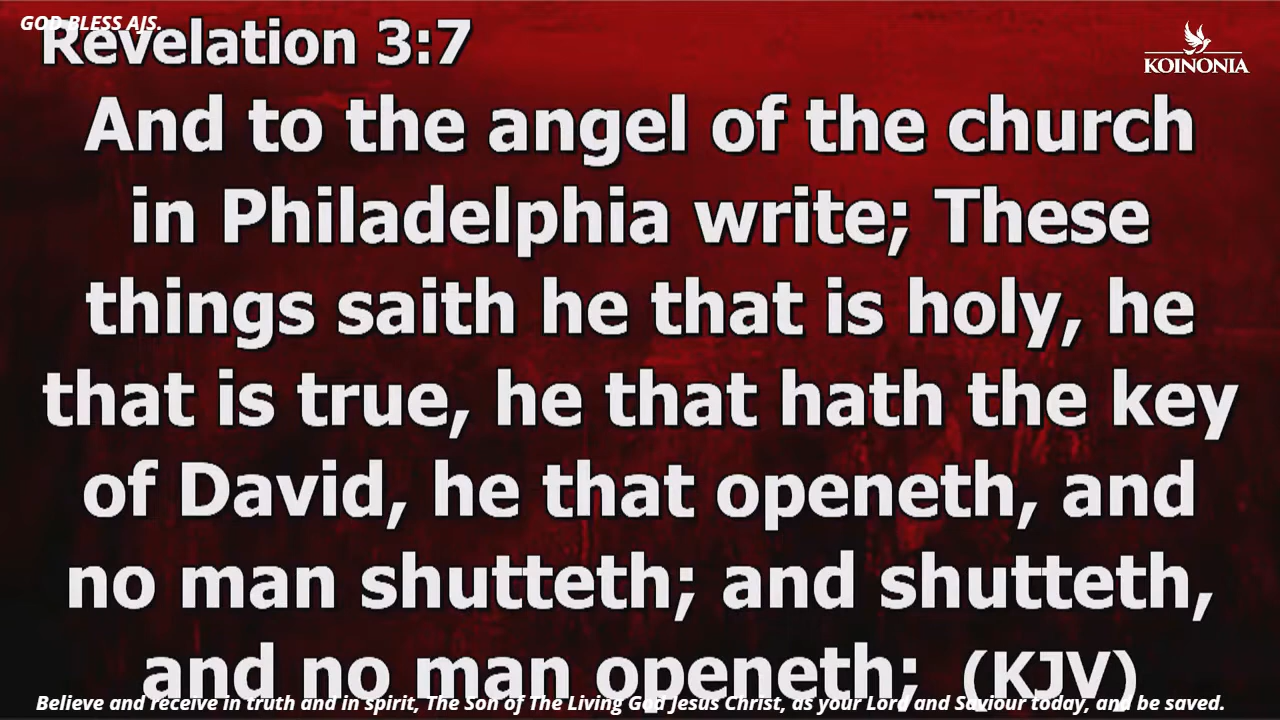 GOD BLESS AJS.
Revelation 3:7
KOINONIA
And to the angel of the church
in Philadelphia write; These
things saith he that is holy, he
that is true, he that hath the key
of David, he that openeth, and
no man shutteth; and shutteth,
and no man openeth; (KJV)
Believe and receive in truth and in spirit, The Son of The Living God Jesus Christ, as your Lord and Saviour today, and be saved.